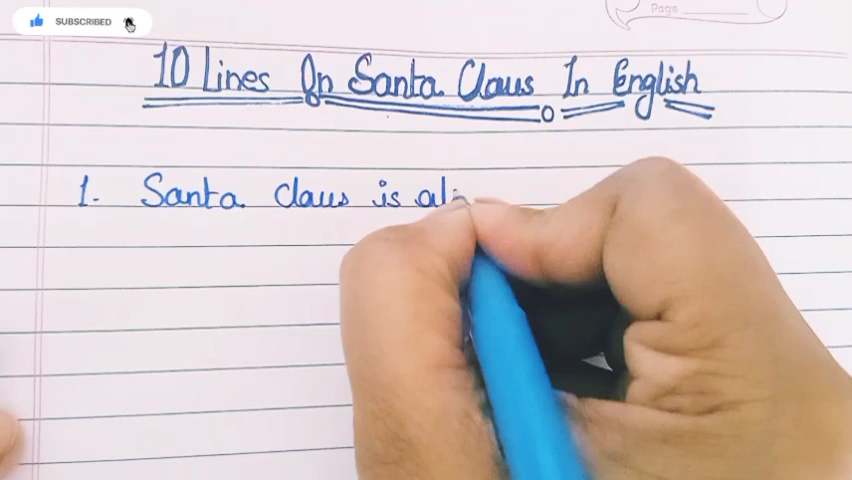 SUBSCRIBED
Page
10 Lines On Santa Claus In English
1. Santa Claus is